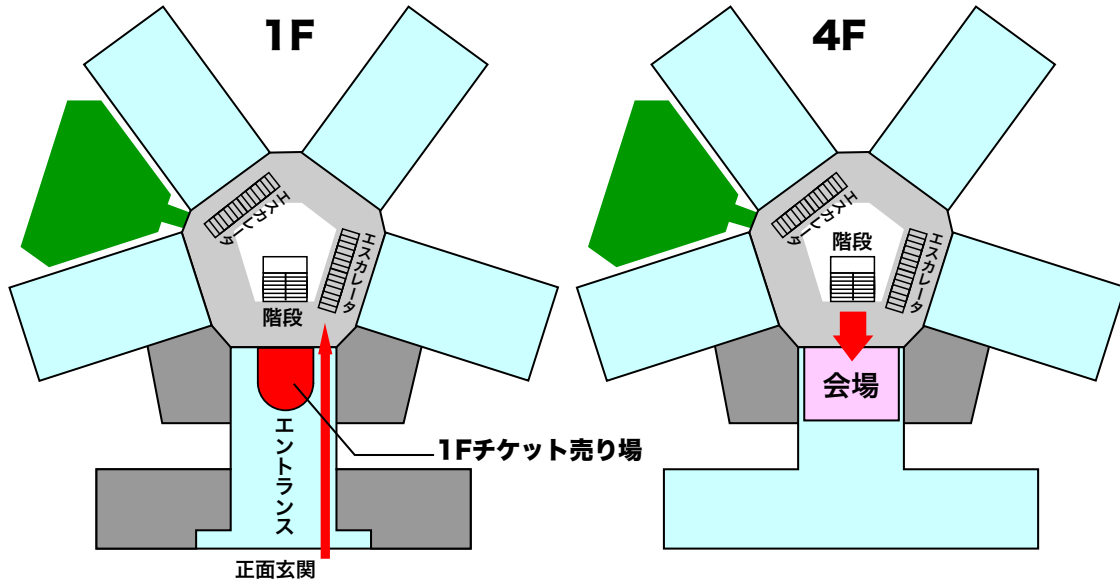 1F
エスカレータ
エスカレータ
階段
エントランス
1Fチケット売り場
正面玄関
4F
エスカレータ
階段
エスカレータ
会場